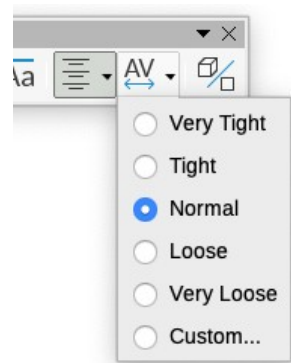 Aa
AV
Very Tight
Tight
Normal
Loose
Very Loose
Custom...